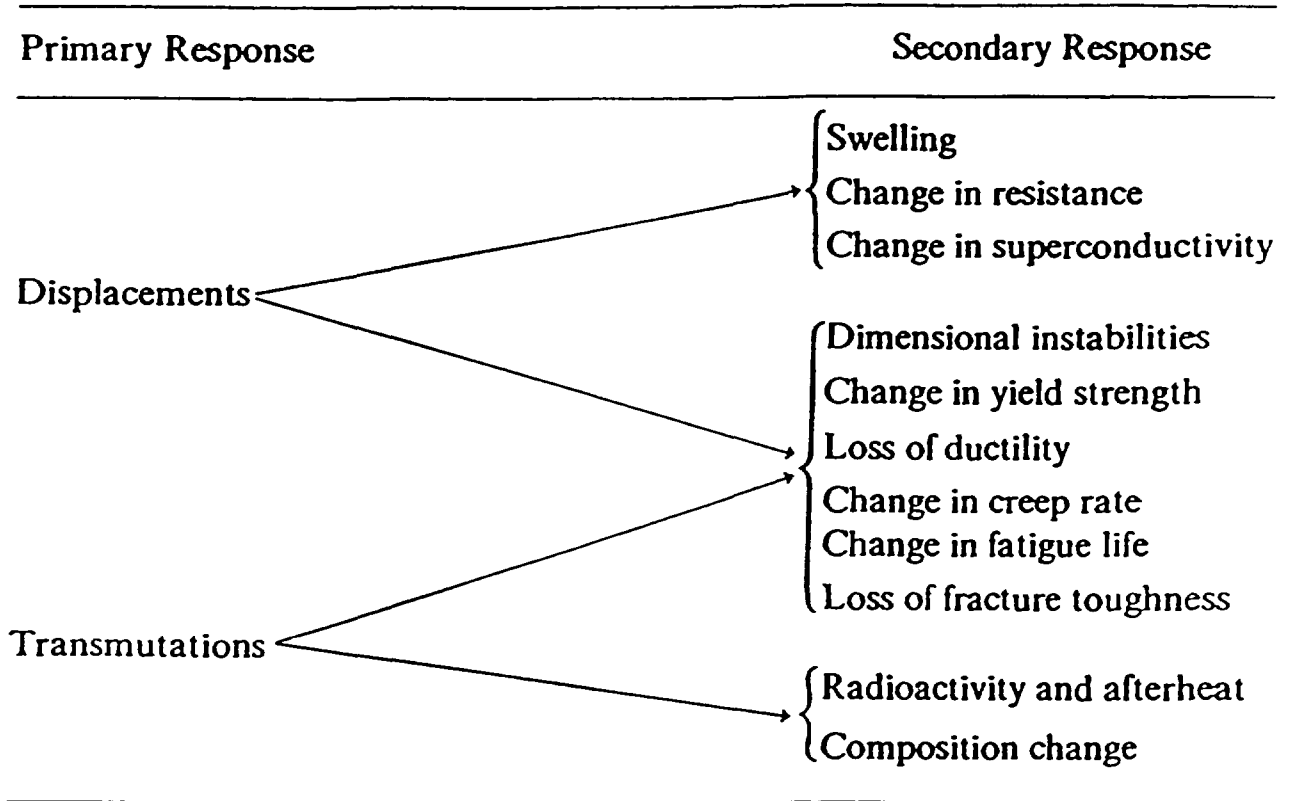 Primary Response Secondary Response
Swelling
Change in resistance
Change in superconductivity
Displacements
Dimensional instabilities
Change in yield strength
Loss of ductility
Change in creep rate
Change in fatigue life
Loss of fracture toughness
Transmutations
Radioactivity and afterheat
Composition change